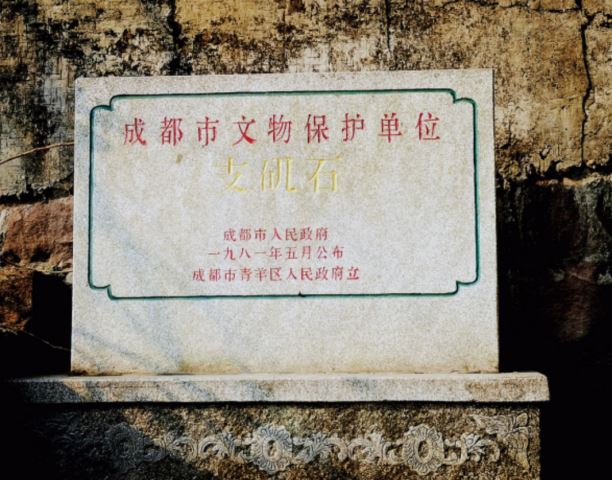 成都市文物保护单位
支矶石
成都市人民政府
一九八一年五月公布
成都市青羊区人民政府立